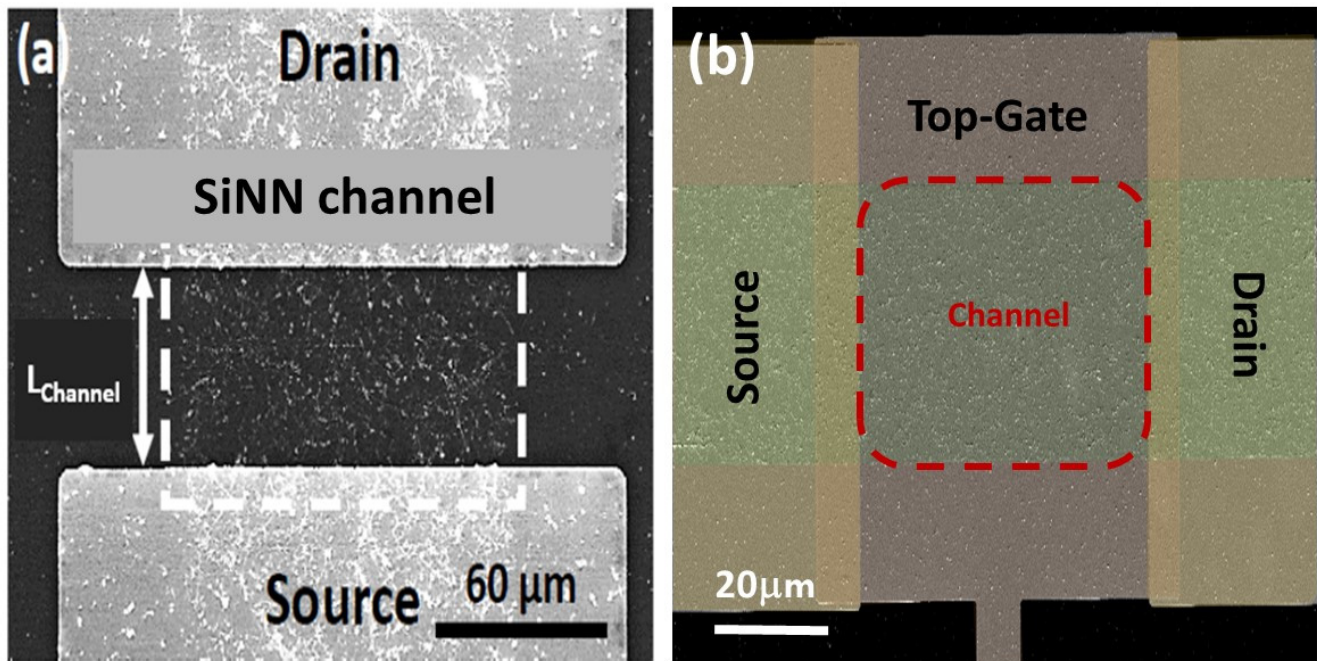 (a)
Drain
SiNN channel
LChannel
Source
60 μm
(b)
Top-Gate
Source
Channel
Drain
20μm